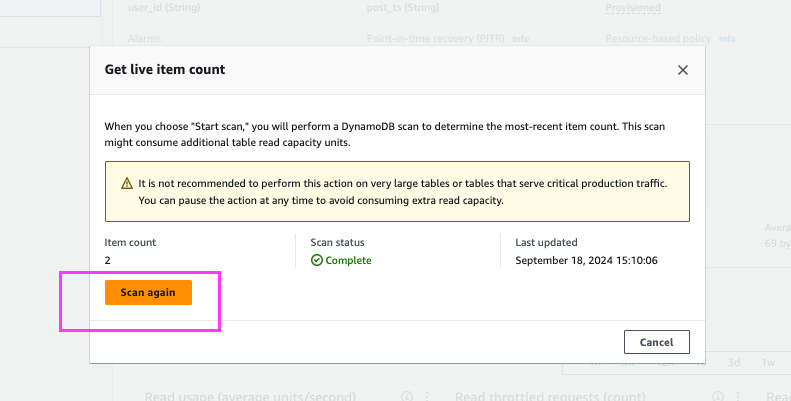 user_id (String)
post_ts (String)
Provisioned
Alarms
Point-in-time recovery (PITR) Info
Resource-based policy Info
Get live item count
When you choose "Start scan," you will perform a DynamoDB scan to determine the most-recent item count. This scan
might consume additional table read capacity units.
It is not recommended to perform this action on very large tables or tables that serve critical production traffic.
You can pause the action at any time to avoid consuming extra read capacity.
Item count
2
Scan status
Complete
Last updated
September 18, 2024 15:10:06
Scan again
Cancel
Avera
69 by
3d
1w
Read usage (average units/second)
Read throttled requests (count)